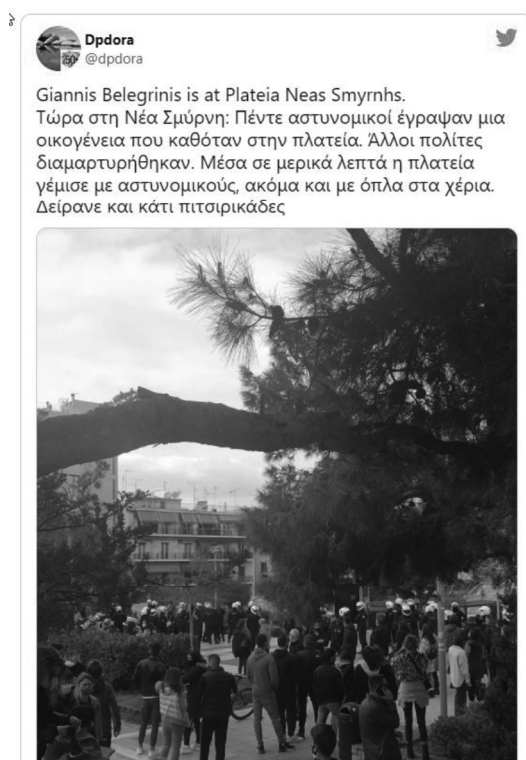 Dpdora
@dpdora
Giannis Belegrinis is at Plateia Neas Smyrnhs.
Τώρα στη Νέα Σμύρνη: Πέντε αστυνομικοί έγραψαν μια
οικογένεια που καθόταν στην πλατεία. Άλλοι πολίτες
διαμαρτυρήθηκαν. Μέσα σε μερικά λεπτά η πλατεία
γέμισε με αστυνομικούς, ακόμα και με όπλα στα χέρια.
Δείρανε και κάτι πιτσιρικάδες